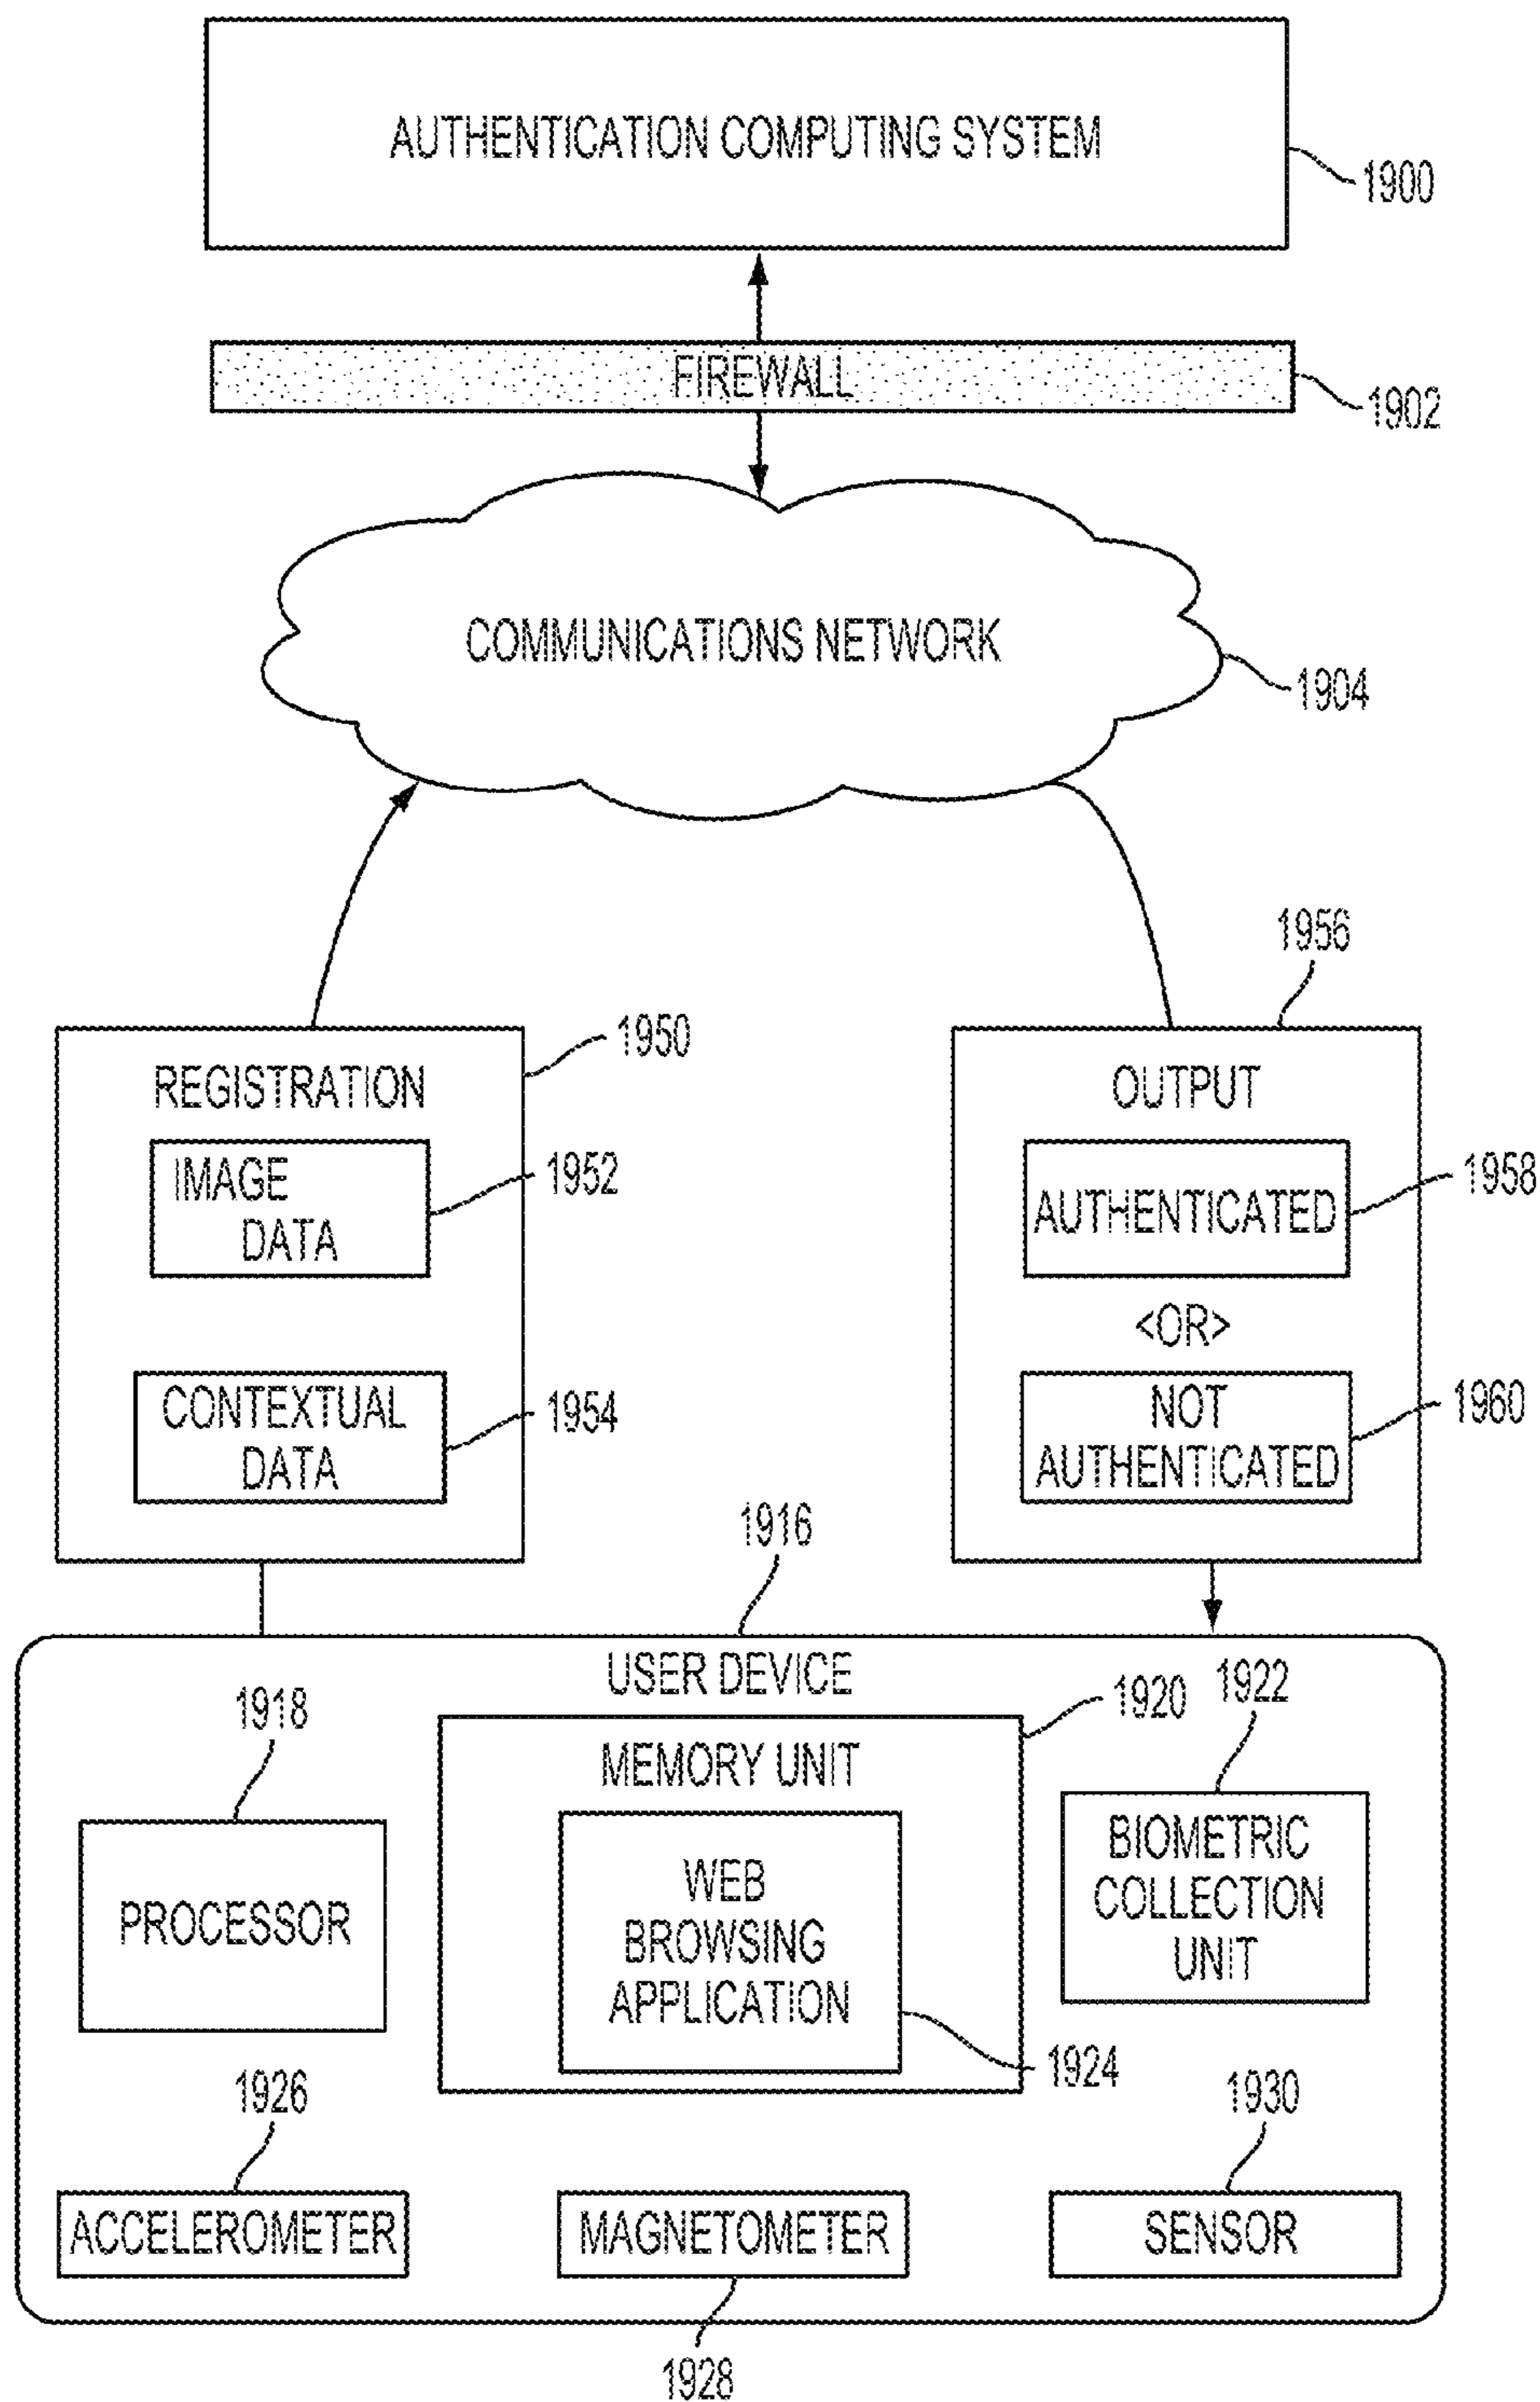 AUTHENTICATION COMPUTING SYSTEM
1900
FIREWALL
1902
COMMUNICATIONS NETWORK
1904
1956
1950
REGISTRATION
IMAGE
DATA
1952
CONTEXTUAL
DATA
1954
OUTPUT
AUTHENTICATED
1958
<OR>
NOT
AUTHENTICATED
1960
1916
USER DEVICE
1918
PROCESSOR
1920
MEMORY UNIT
WEB
BROWSING
APPLICATION
1924
1922
BIOMETRIC
COLLECTION
UNIT
1926
ACCELEROMETER
MAGNETOMETER
1928
1930
SENSOR